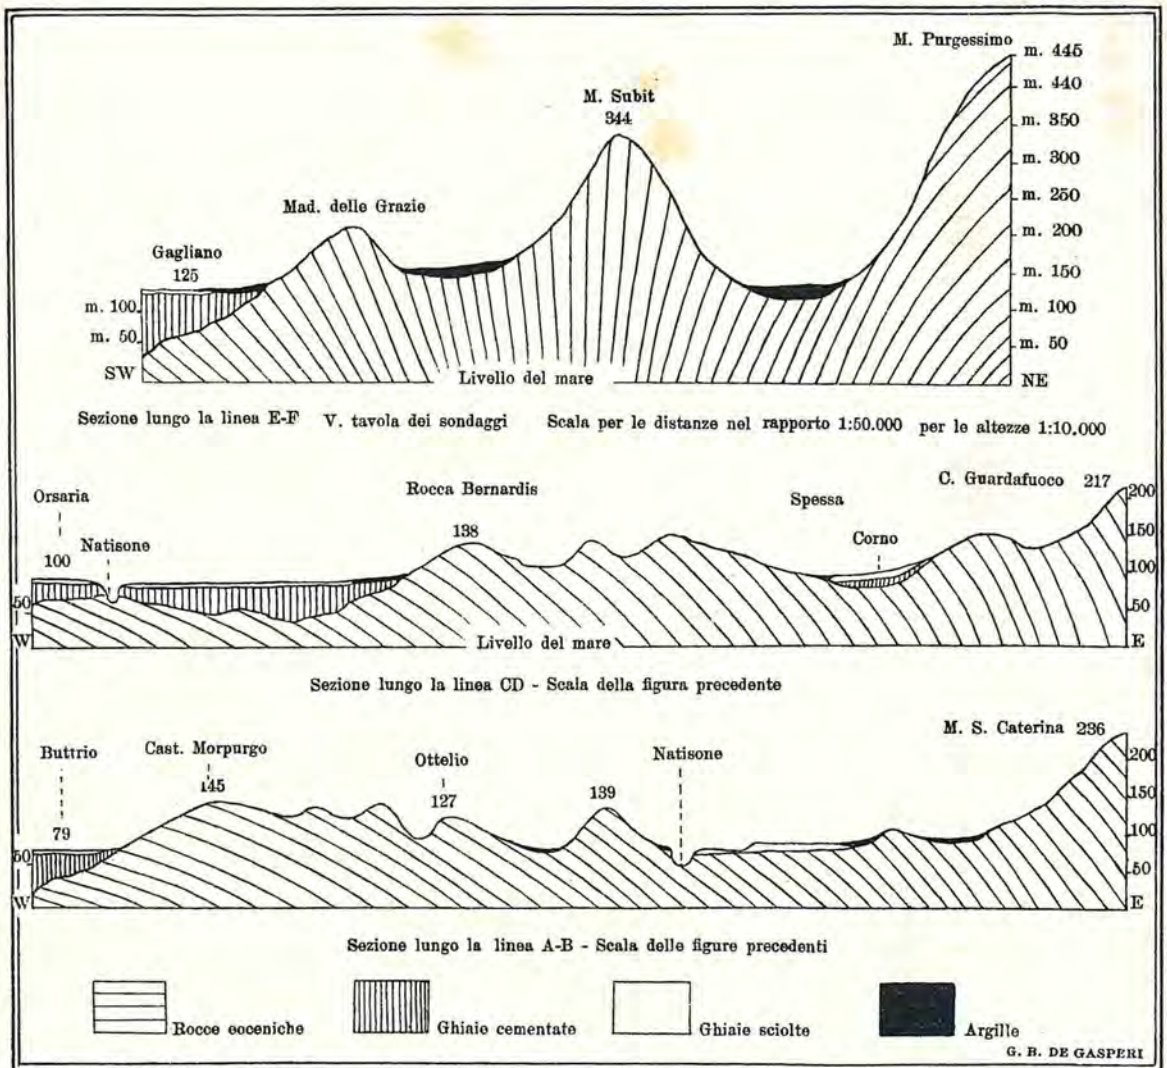 M. Purgessimo
m. 445
m. 440
m. 350
m. 300
m. 250
m. 200
m. 150
m. 100
m. 50
NE
M. Subit
344
Mad. delle Grazie
Gagliano
125
m. 100
m. 50
SW
Livello del mare
Sezione lungo la linea E-F V. tavola dei sondaggi Scala per le distanze nel rapporto 1:50.000 per le altezze 1:10.000
Orsaria
100
Natisone
Rocca Bernardis
138
Spessa
Corno
C. Guardafuoco 217
200
150
100
50
E
50
W
Livello del mare
Sezione lungo la linea CD - Scala della figura precedente
Buttrio
79
Cast. Morpurgo
145
Ottelio
127
139
Natisone
M. S. Caterina 236
200
150
100
50
E
50
W
Sezione lungo la linea A-B - Scala delle figure precedenti
Rocce eoceniche
Ghiaie cementate
Ghiaie sciolte
Argille
G. B. DE GASPERI